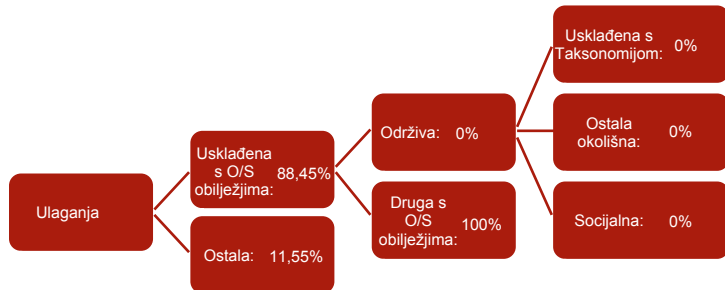 Ulaganja
Usklađena
s O/S
obilježjima:
88,45%
Ostala: 11,55%
Održiva: 0%
Druga s
O/S
obilježjima:
100%
Usklađena s
Taksonomijom:
0%
Ostala
okolišna:
0%
Socijalna: 0%